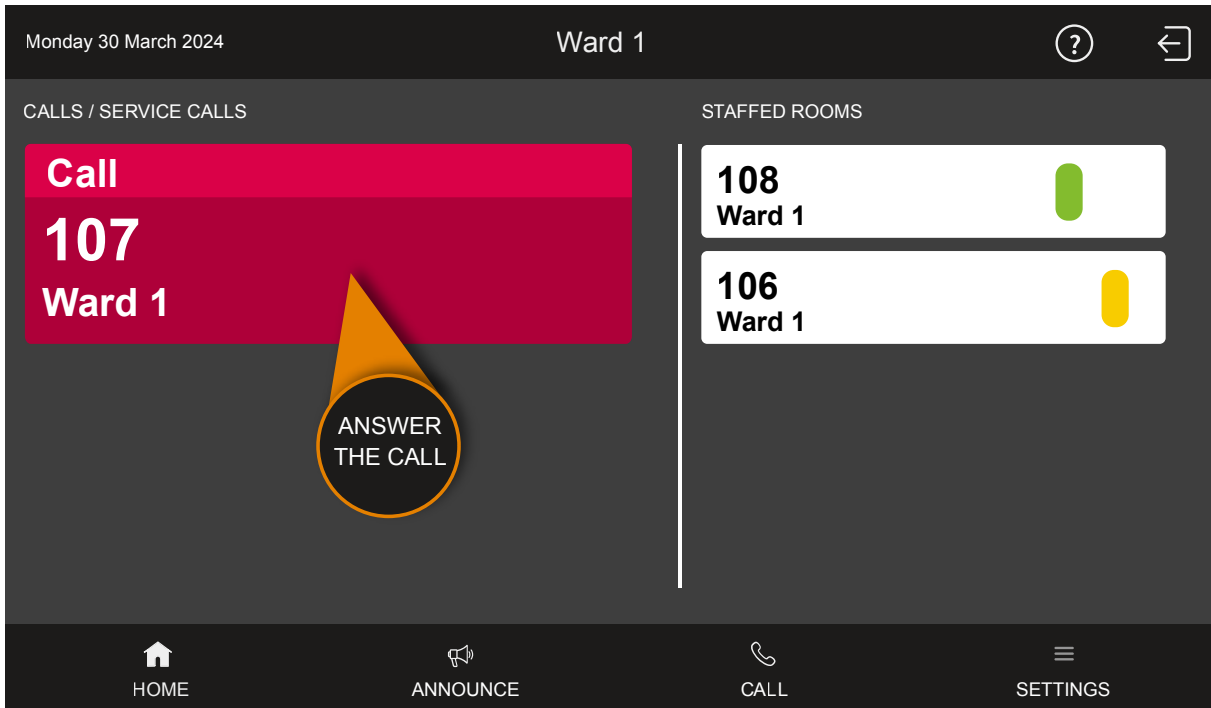 Monday 30 March 2024
Ward 1
?
CALLS / SERVICE CALLS
Call
107
Ward 1
ANSWER
THE CALL
STAFFED ROOMS
108
Ward 1
106
Ward 1
HOME
ANNOUNCE
CALL
SETTINGS